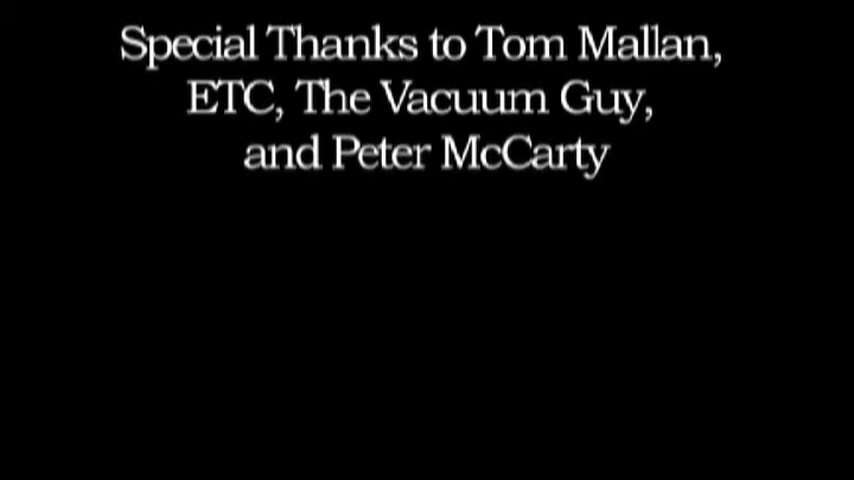 Special Thanks to Tom Mallan,
ETC, The Vacuum Guy,
and Peter McCarty